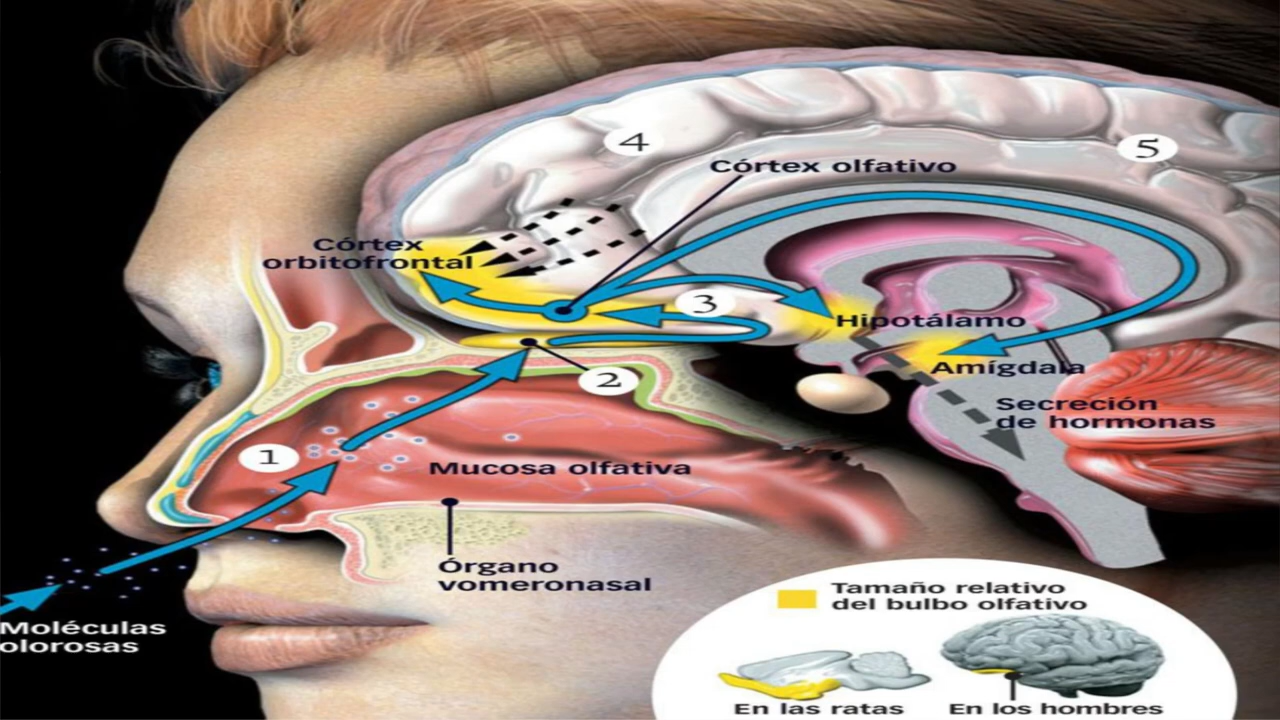 4
5
Córtex olfativo
Córtex
orbitofrontal
3
Hipotálamo
2
Amígdala
Secreción
de hormonas
1
Mucosa olfativa
Órgano
vomeronasal
Moléculas
olorosas
Tamaño relativo
del bulbo olfativo
En las ratas
En los hombres